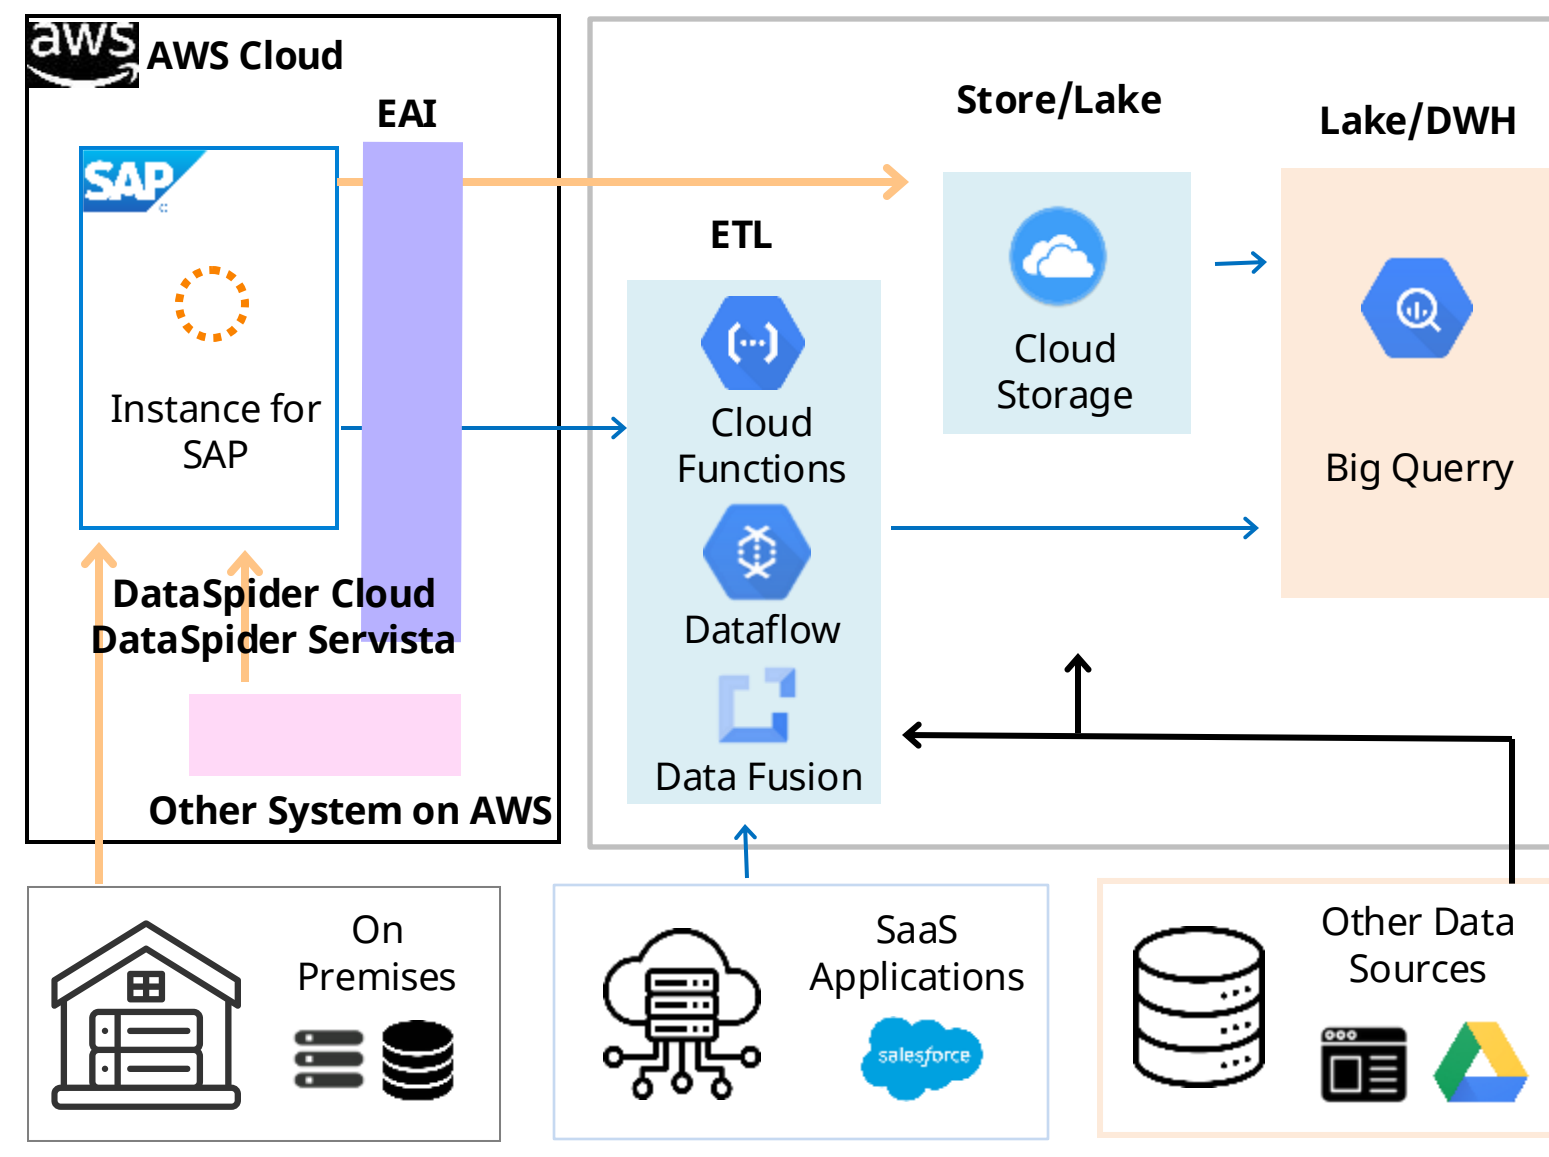 aws
AWS Cloud
EAI
SAP
Instance for
SAP
DataSpider Cloud
DataSpider Servista
Other System on AWS
ETL
Cloud
Functions
Dataflow
Data Fusion
Store/Lake
Cloud
Storage
Lake/DWH
Big Querry
On
Premises
SaaS
Applications
salesforce
Other Data
Sources